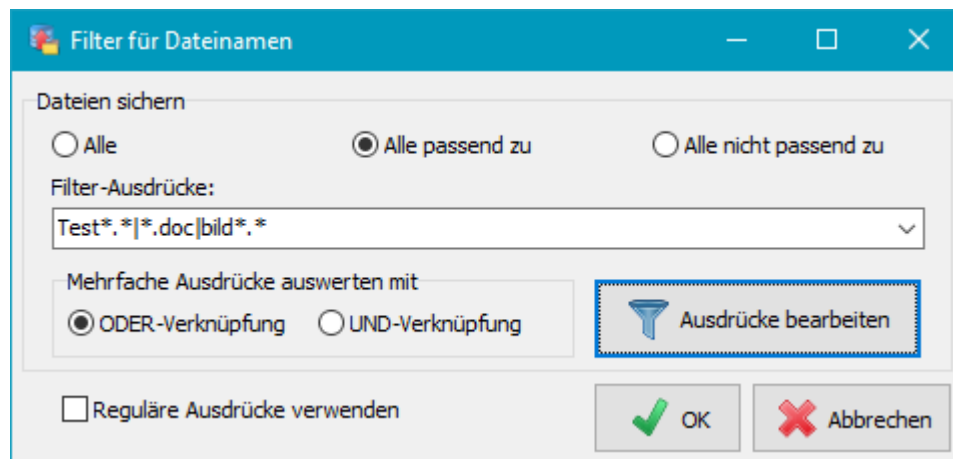 Filter für Dateinamen
Dateien sichern
Alle
Alle passend zu
Alle nicht passend zu
Filter-Ausdrücke:
Test*.*|*.doc|bild*.*
Mehrfache Ausdrücke auswerten mit
ODER-Verknüpfung
UND-Verknüpfung
Ausdrücke bearbeiten
Reguläre Ausdrücke verwenden
OK
Abbrechen